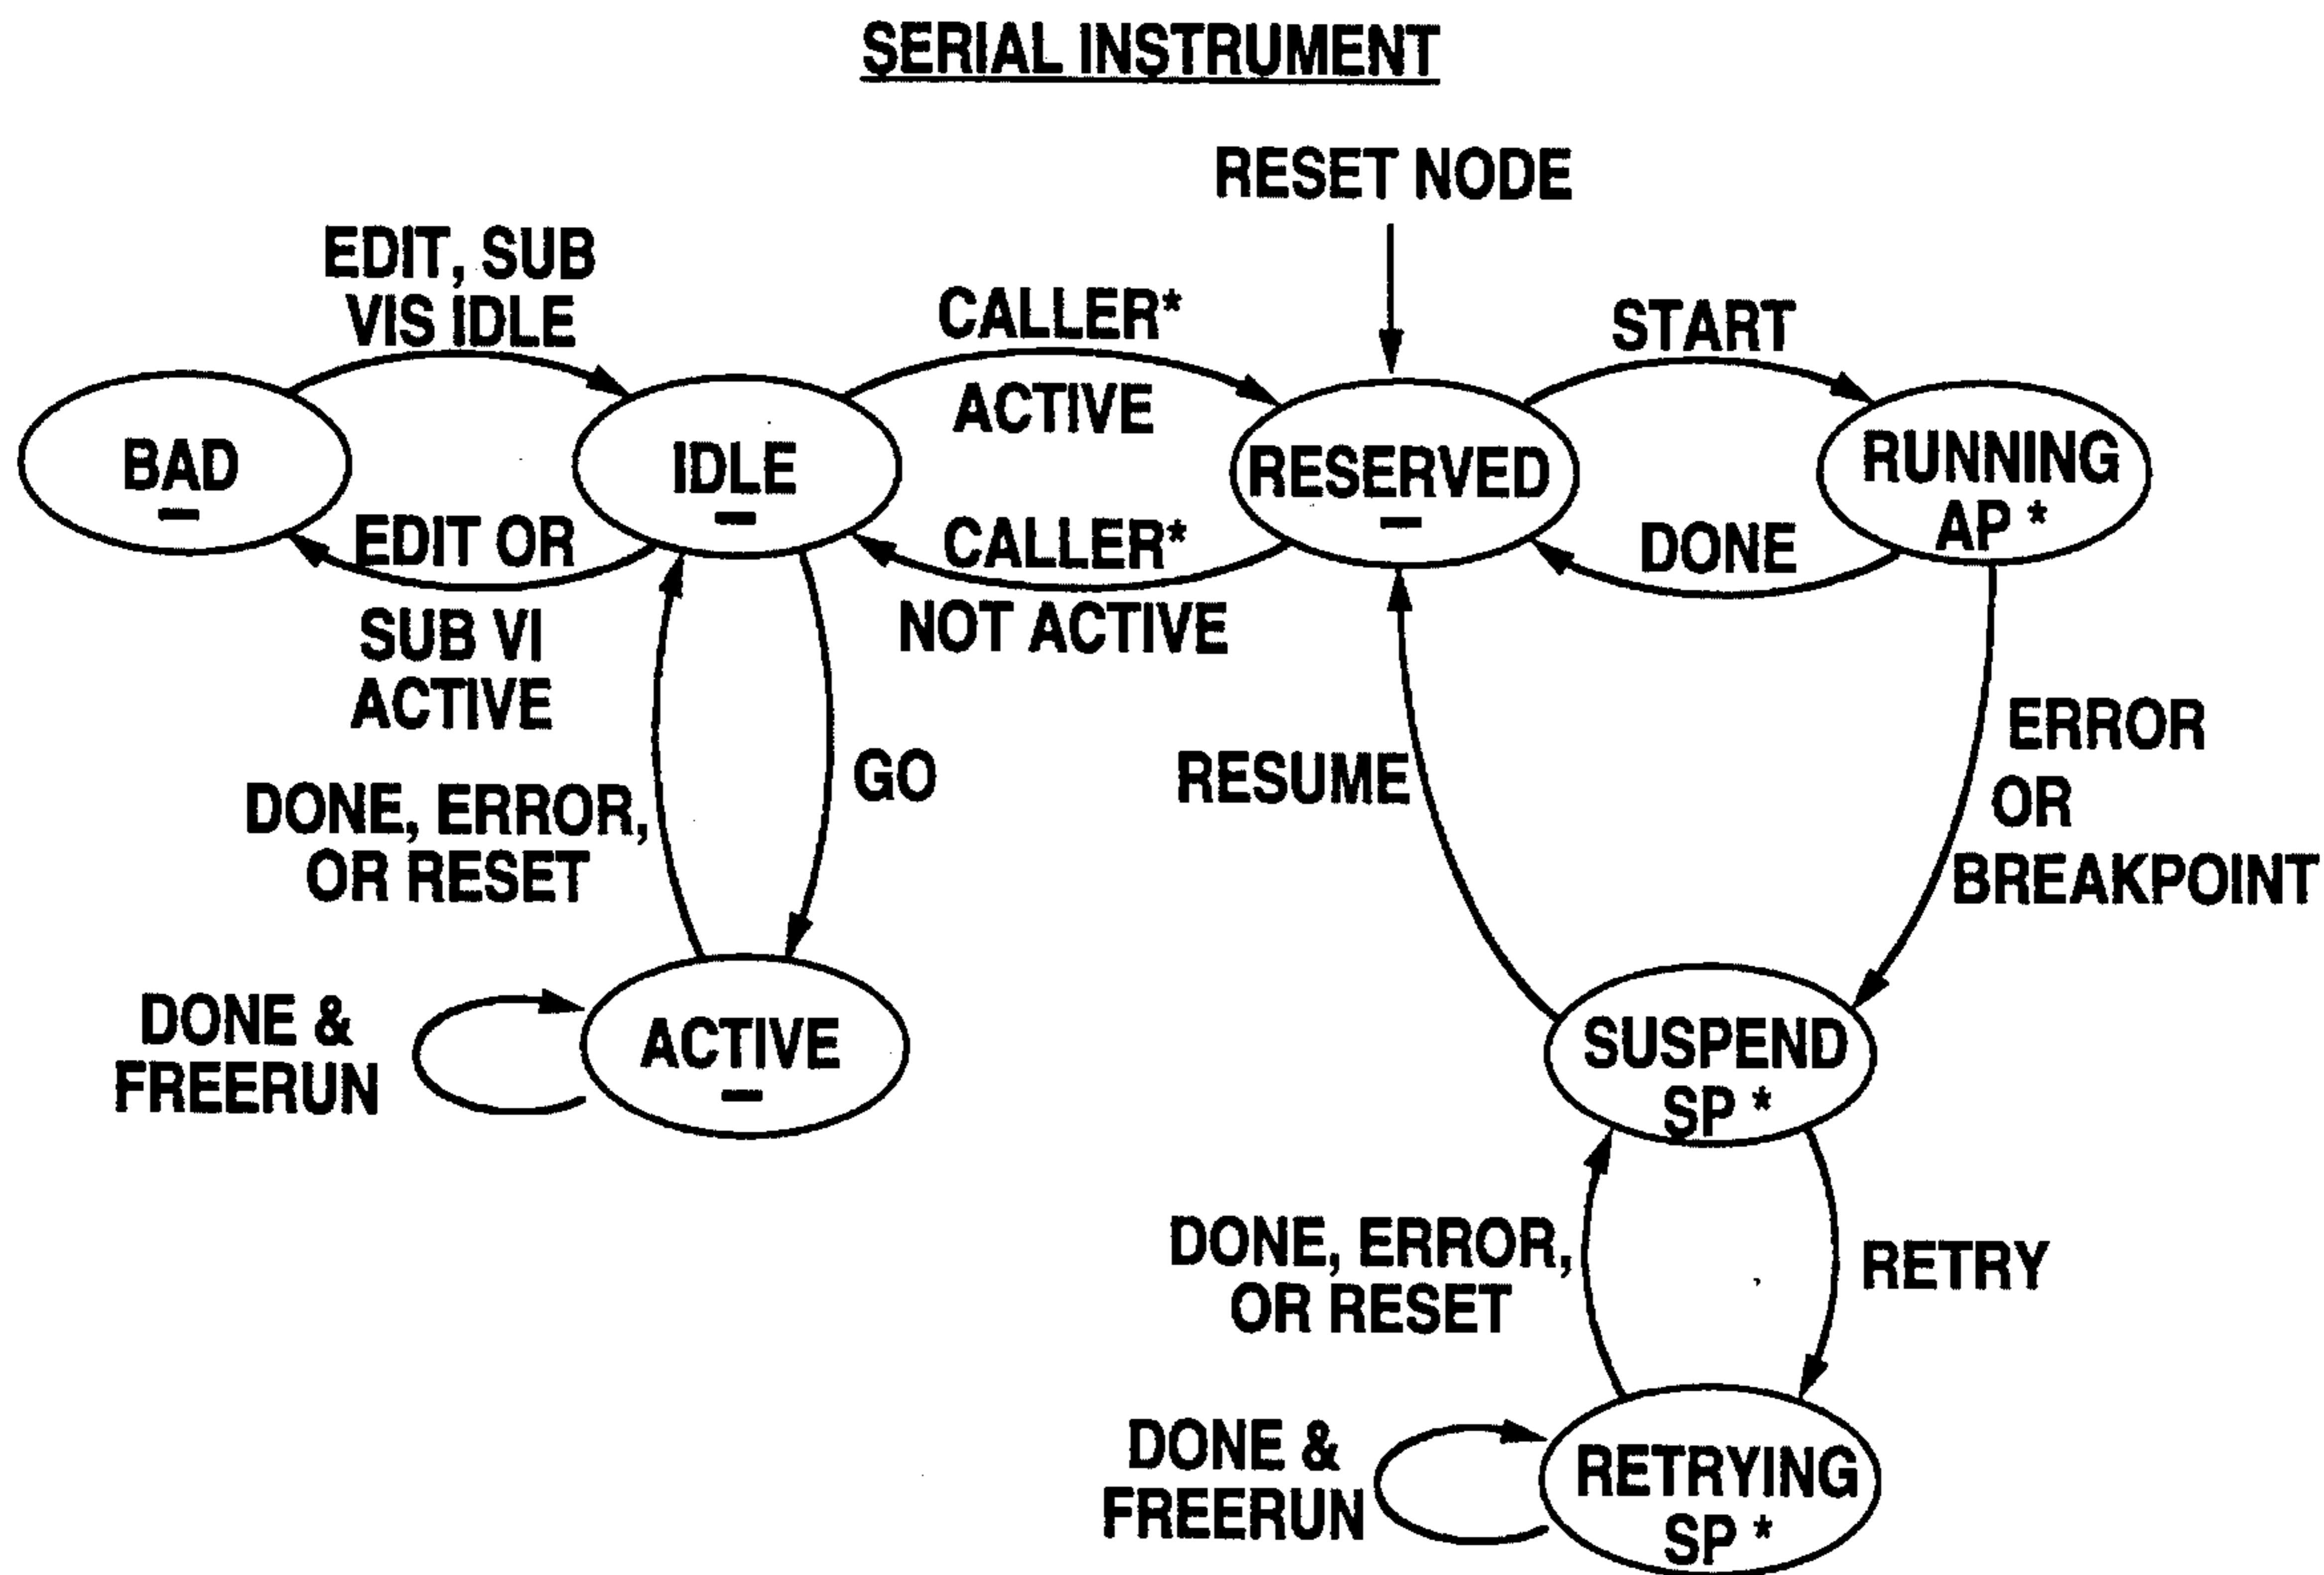 SERIAL INSTRUMENT
RESET NODE
EDIT, SUB
VIS IDLE
CALLER*
ACTIVE
START
BAD
–
IDLE
–
RESERVED
–
RUNNING
AP *
EDIT OR
SUB VI
ACTIVE
CALLER*
NOT ACTIVE
DONE
DONE, ERROR,
OR RESET
GO
RESUME
ERROR
OR
BREAKPOINT
DONE &
FREERUN
ACTIVE
–
SUSPEND
SP *
DONE, ERROR,
OR RESET
RETRY
DONE &
FREERUN
RETRYING
SP *